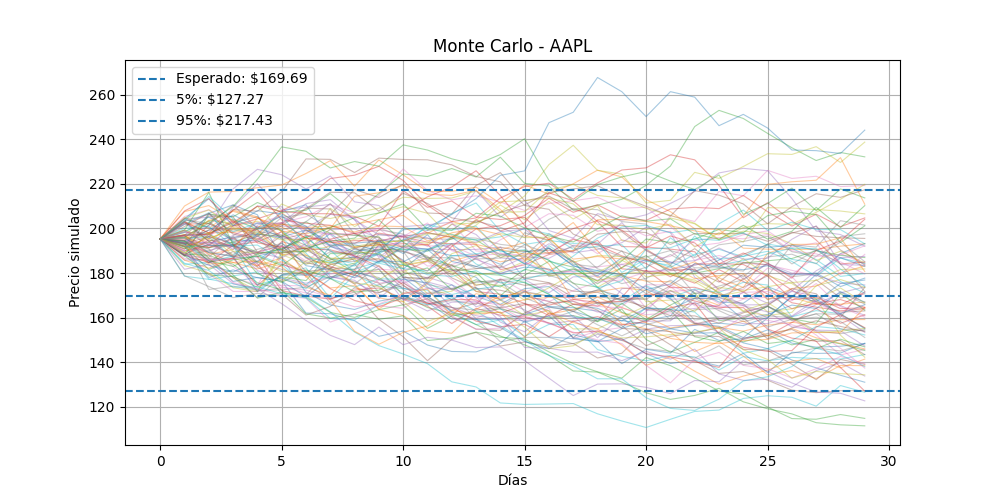 Monte Carlo - AAPL
Esperado: $169.69
5%: $127.27
95%: $217.43
Precio simulado
260
240
220
200
180
160
140
120
0 5 10 15 20 25 30
Días